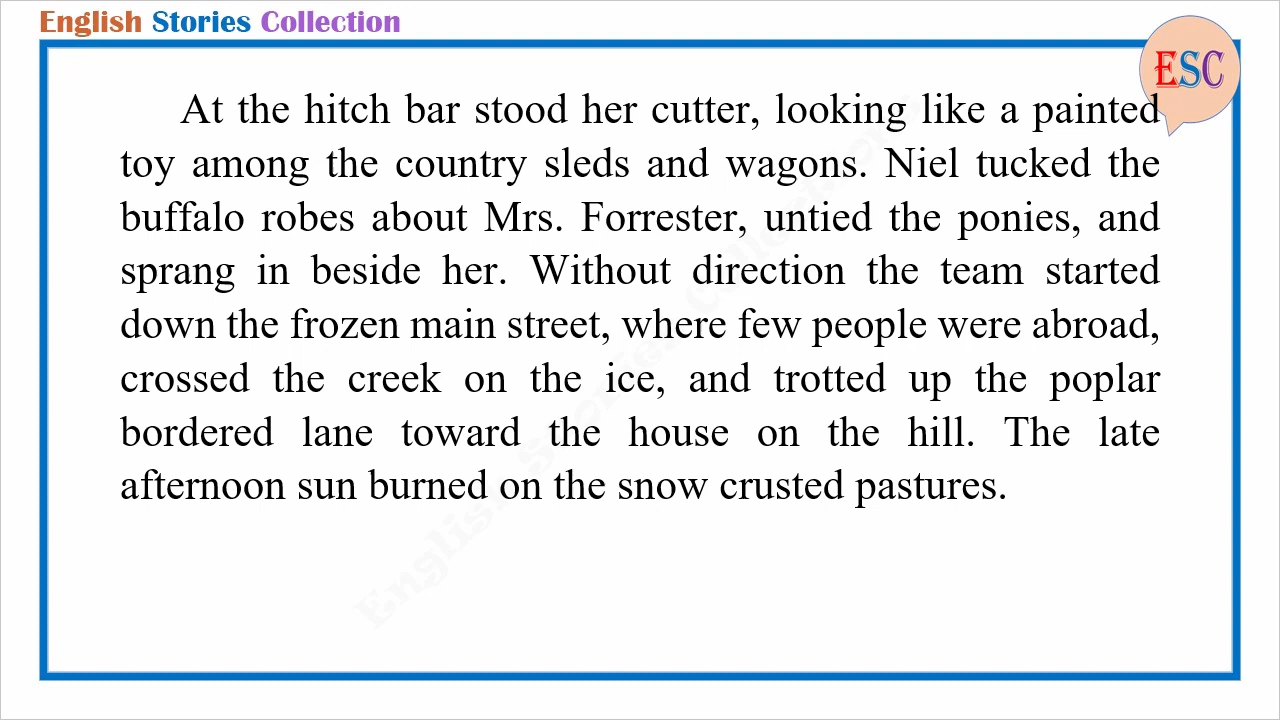 English Stories Collection
ESC
At the hitch bar stood her cutter, looking like a painted
toy among the country sleds and wagons. Niel tucked the
buffalo robes about Mrs. Forrester, untied the ponies, and
sprang in beside her. Without direction the team started
down the frozen main street, where few people were abroad,
crossed the creek on the ice, and trotted up the poplar
bordered lane toward the house on the hill. The late
afternoon sun burned on the snow crusted pastures.
English Stories Collection